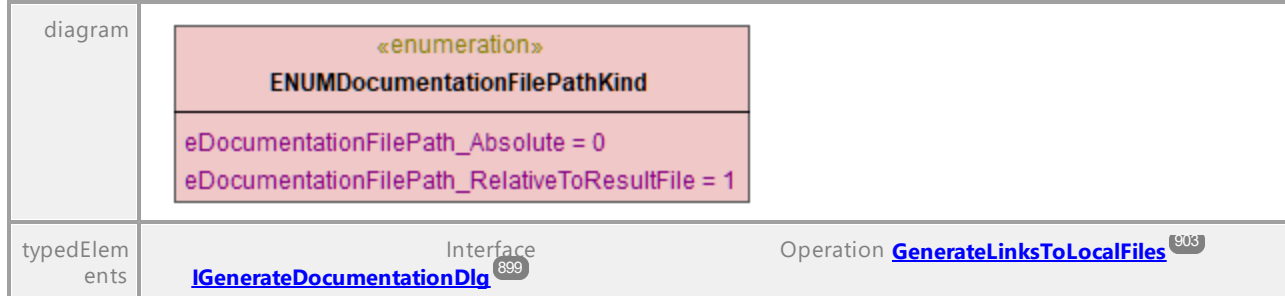 diagram
«enumeration»
ENUMDocumentationFilePathKind
eDocumentationFilePath_Absolute = 0
eDocumentationFilePath_RelativeToResultFile = 1
typedElem
ents
Interface
IGenerateDocumentationDlg 899
Operation GenerateLinksToLocalFiles 903